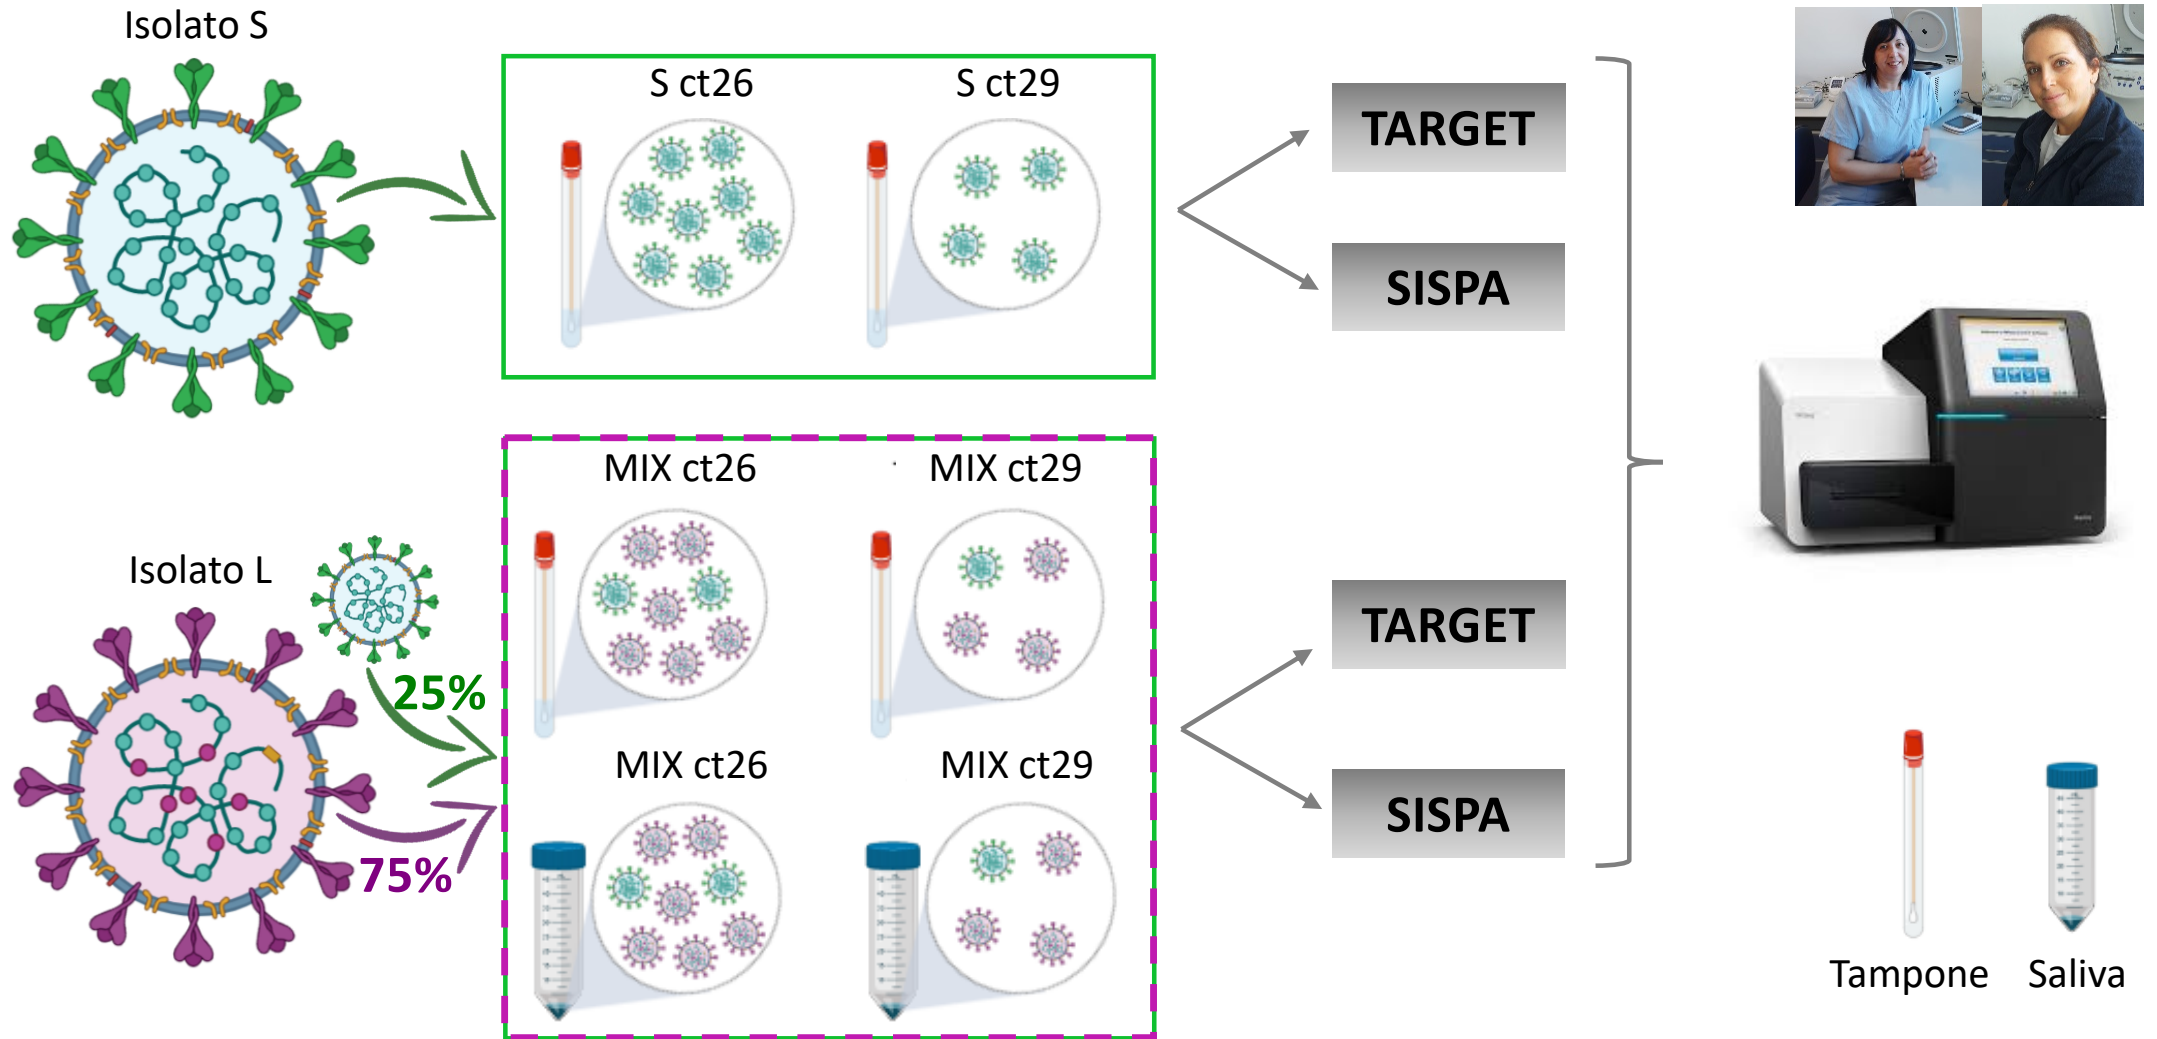 Isolato S
S ct26
S ct29
TARGET
SISPA
MIX ct26
MIX ct29
Isolato L
25%
75%
MIX ct26
MIX ct29
TARGET
SISPA
Tampone
Saliva